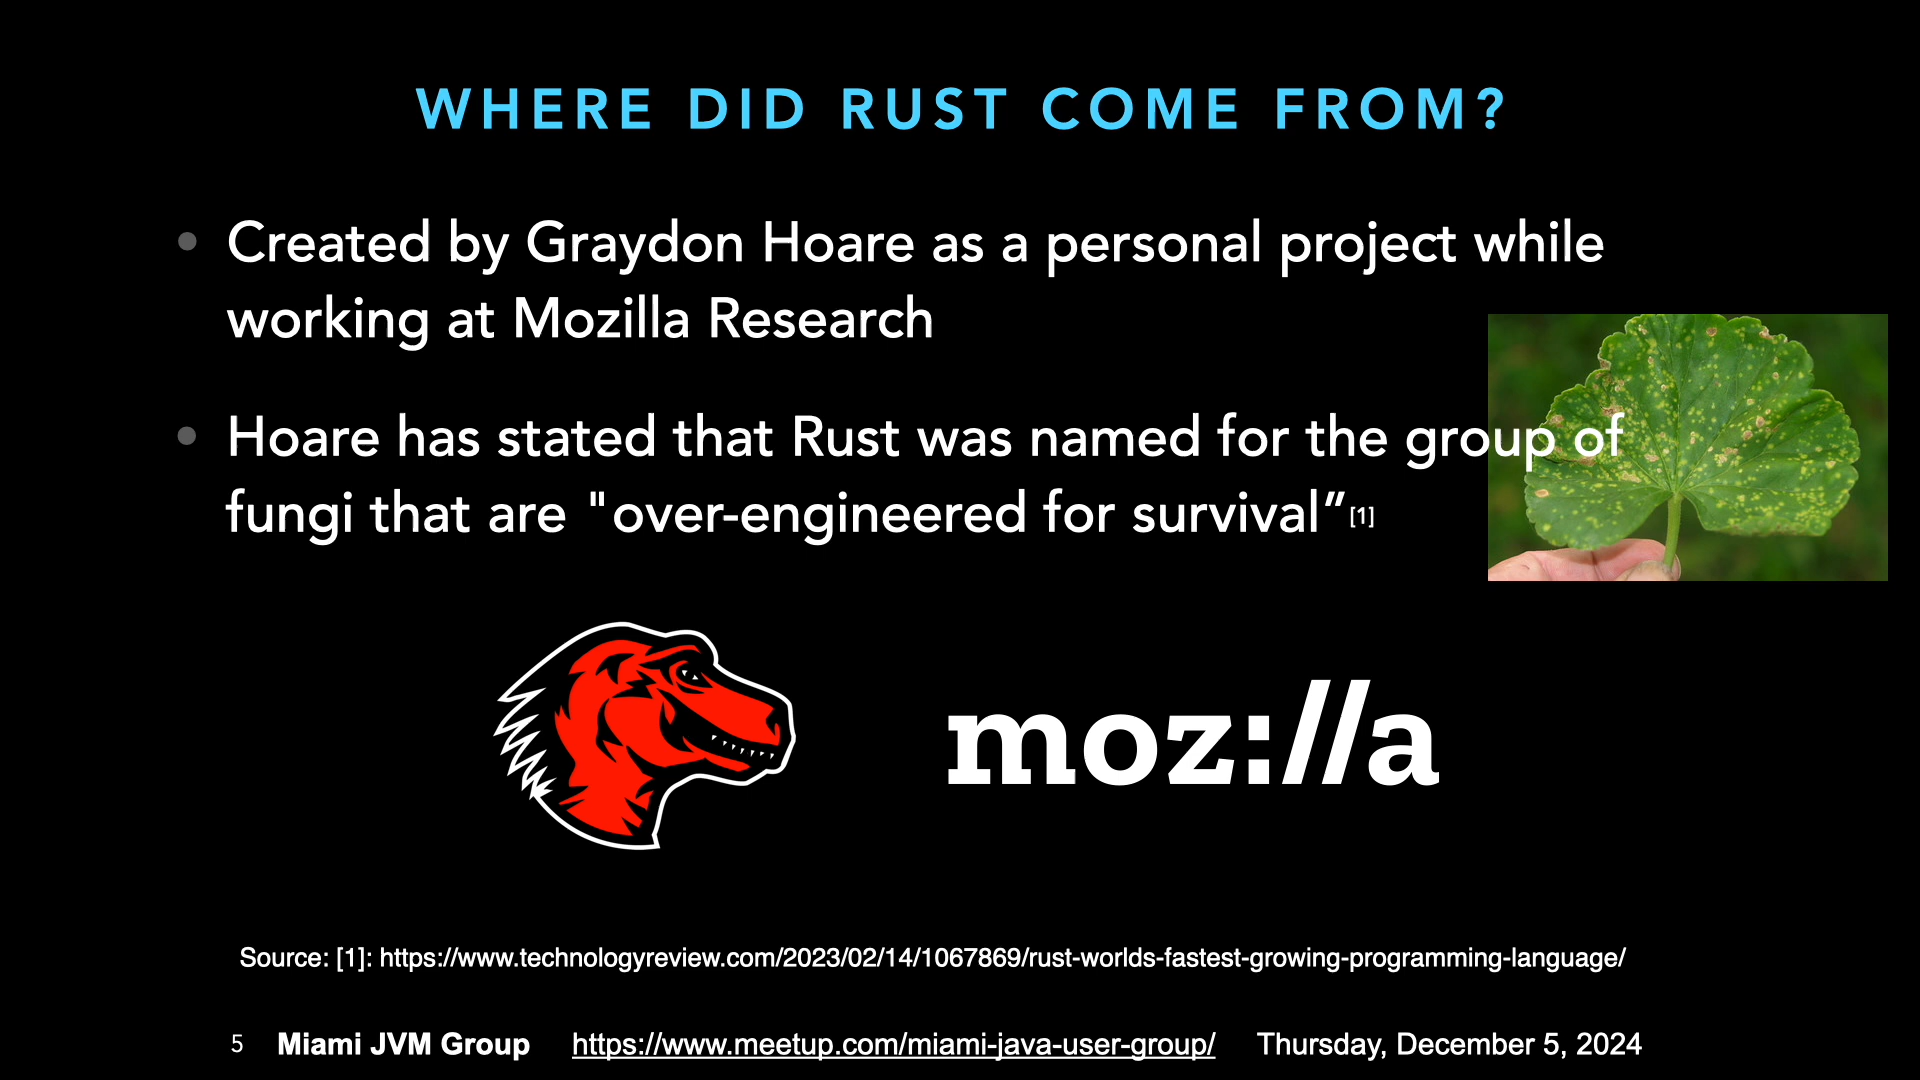 WHERE DID RUST COME FROM?
• Created by Graydon Hoare as a personal project while
working at Mozilla Research
• Hoare has stated that Rust was named for the group of
fungi that are "over-engineered for survival”[1]
moz://a
Source: [1]: https://www.technologyreview.com/2023/02/14/1067869/rust-worlds-fastest-growing-programming-language/
5 Miami JVM Group https://www.meetup.com/miami-java-user-group/ Thursday, December 5, 2024